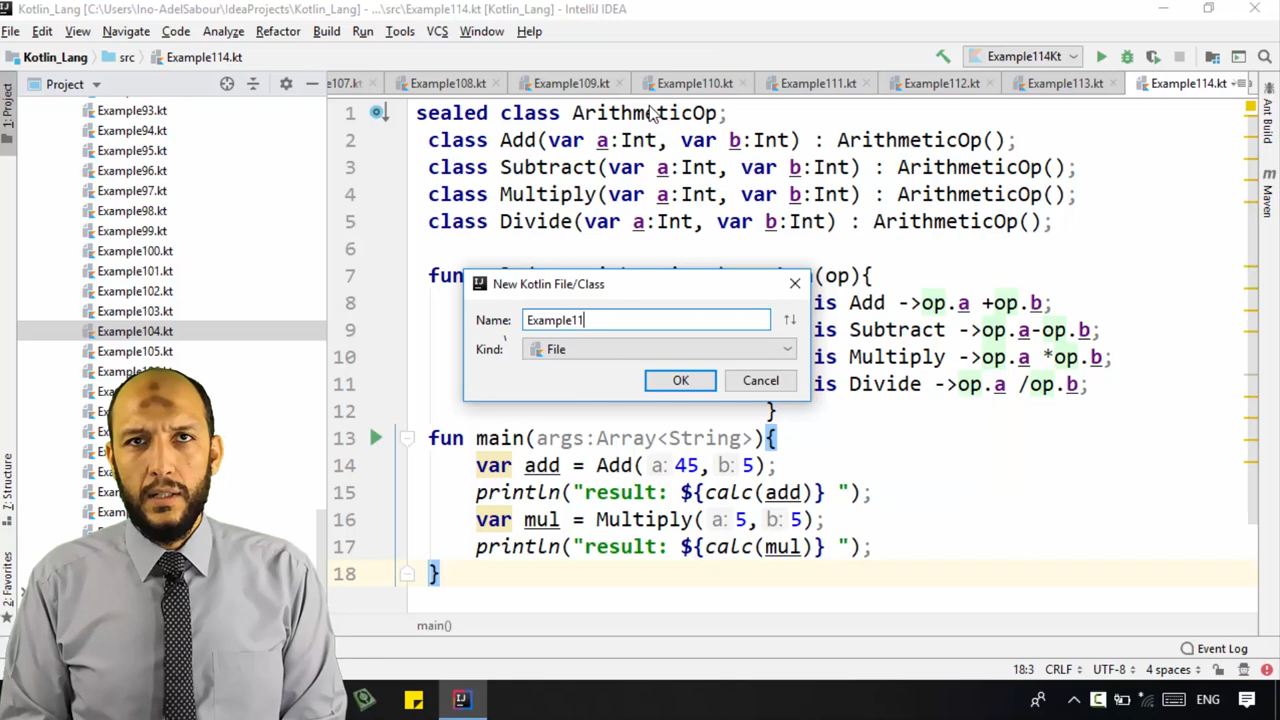 Kotlin_Lang [C:\Users\Ino-AdelSabour\IdeaProjects\Kotlin_Lang] - ...\src\Example114.kt [Kotlin_Lang] - IntelliJ IDEA
File Edit View Navigate Code Analyze Refactor Build Run Tools VCS Window Help
Kotlin_Lang src Example114.kt Example114Kt
Project 107.kt Example108.kt Example109.kt Example110.kt Example111.kt Example112.kt Example113.kt Example114.kt
1: Project
7: Structure
2: Favorites
Example93.kt
Example94.kt
Example95.kt
Example96.kt
Example97.kt
Example98.kt
Example99.kt
Example100.kt
Example101.kt
Example102.kt
Example103.kt
Example104.kt
Example105.kt
1 sealed class ArithmeticOp;
2 class Add(var a:Int, var b:Int) : ArithmeticOp();
3 class Subtract(var a:Int, var b:Int) : ArithmeticOp();
4 class Multiply(var a:Int, var b:Int) : ArithmeticOp();
5 class Divide(var a:Int, var b:Int) : ArithmeticOp();
6
7 fun (op){
8 is Add ->op.a +op.b;
9 is Subtract ->op.a-op.b;
10 is Multiply ->op.a *op.b;
11 is Divide ->op.a /op.b;
12 }
13 fun main(args:Array<String>){
14 var add = Add( a: 45, b: 5);
15 println("result: ${calc(add)} ");
16 var mul = Multiply( a: 5, b: 5);
17 println("result: ${calc(mul)} ");
18 }
New Kotlin File/Class
Name: Example11
Kind: File
OK Cancel
Ant Build
Maven
main()
Event Log
18:3 CRLF UTF-8 4 spaces
ENG